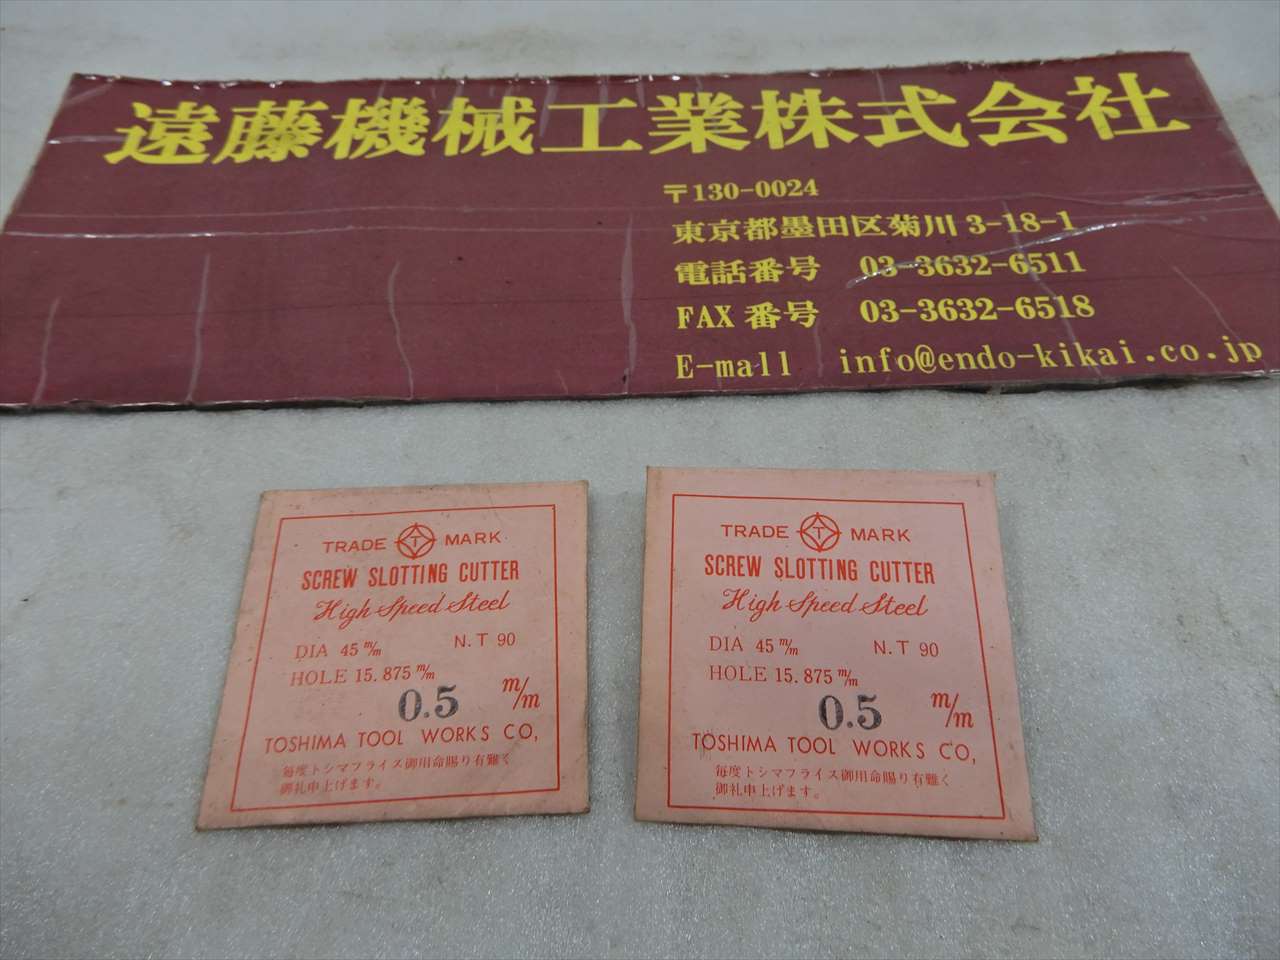 遠藤機械工業株式会社
〒130-0024
東京都墨田区菊川 3-18-1
電話番号 03-3632-6511
FAX 番号 03-3632-6518
E-mall info@endo-kikai.co.jp
TRADE T MARK
SCREW SLOTTING CUTTER
High Speed Steel
DIA 45 m/m N.T 90
HOLE 15.875 m/m
0.5 m/m
TOSHIMA TOOL WORKS CO,
毎度トシマフライス御用命賜り有難く
御礼申上げます。
TRADE T MARK
SCREW SLOTTING CUTTER
High Speed Steel
DIA 45 m/m N.T 90
HOLE 15.875 m/m
0.5 m/m
TOSHIMA TOOL WORKS CO,
毎度トシマフライス御用命賜り有難く
御礼申上げます。